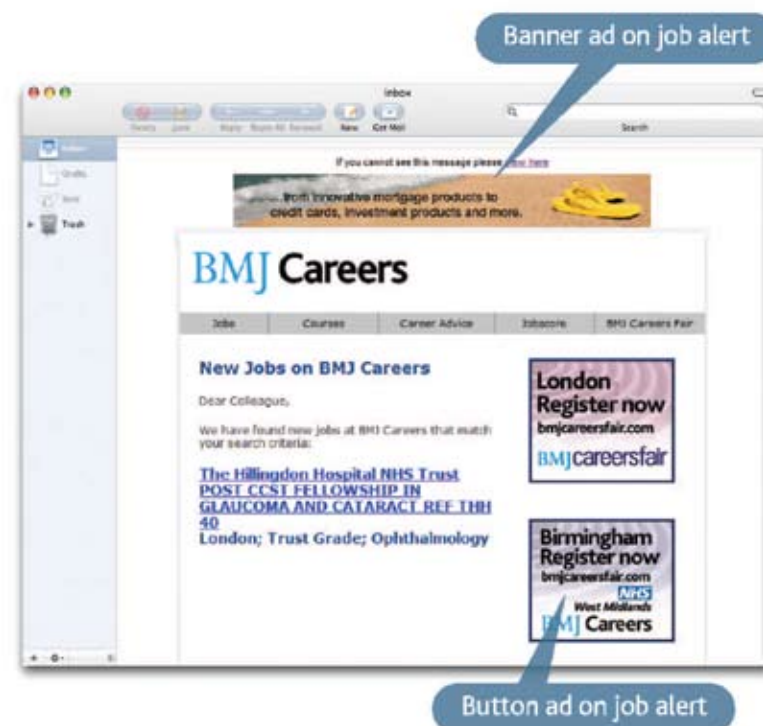 Banner ad on job alert
Inbox
Reply Reply All Forward New Get Mail Search
If you cannot see this message please view here
Drafts
Sent
Trash
from innovative mortgage products to
credit cards, investment products and more.
BMJ Careers
Jobs Courses Career Advice Jobscore BMJ Careers Fair
New Jobs on BMJ Careers
Dear Colleague,
We have found new jobs at BMJ Careers that match
your search criteria:
The Hillingdon Hospital NHS Trust
POST CCST FELLOWSHIP IN
GLAUCOMA AND CATARACT REF THH
40
London; Trust Grade; Ophthalmology
London
Register now
bmjcareersfair.com
BMJcareersfair
Birmingham
Register now
bmjcareersfair.com
NHS
West Midlands
BMJ Careers
Button ad on job alert